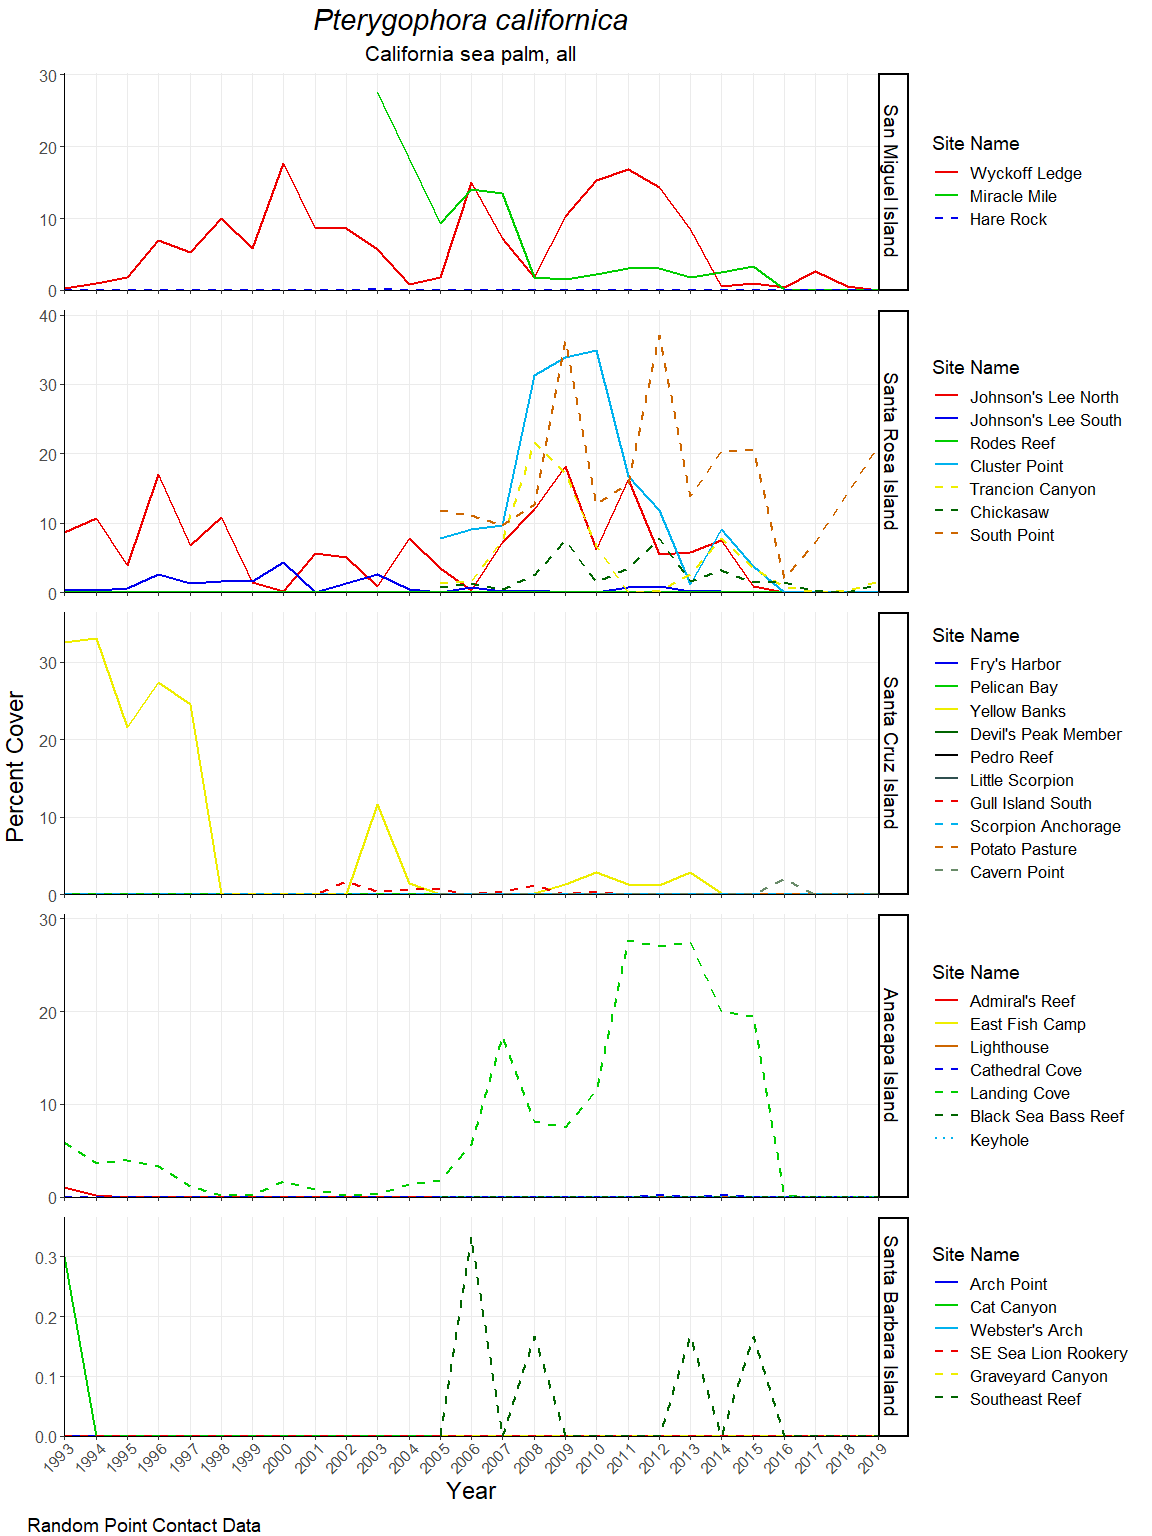 Pterygophora californica
California sea palm, all
Percent Cover
30
20
10
0
San Miguel Island
Site Name
Wyckoff Ledge
Miracle Mile
Hare Rock
40
30
20
10
0
Santa Rosa Island
Site Name
Johnson's Lee North
Johnson's Lee South
Rodes Reef
Cluster Point
Trancion Canyon
Chickasaw
South Point
30
20
10
0
Santa Cruz Island
Site Name
Fry's Harbor
Pelican Bay
Yellow Banks
Devil's Peak Member
Pedro Reef
Little Scorpion
Gull Island South
Scorpion Anchorage
Potato Pasture
Cavern Point
30
20
10
0
Anacapa Island
Site Name
Admiral's Reef
East Fish Camp
Lighthouse
Cathedral Cove
Landing Cove
Black Sea Bass Reef
Keyhole
0.3
0.2
0.1
0.0
Santa Barbara Island
Site Name
Arch Point
Cat Canyon
Webster's Arch
SE Sea Lion Rookery
Graveyard Canyon
Southeast Reef
1993 1994 1995 1996 1997 1998 1999 2000 2001 2002 2003 2004 2005 2006 2007 2008 2009 2010 2011 2012 2013 2014 2015 2016 2017 2018 2019
Year
Random Point Contact Data